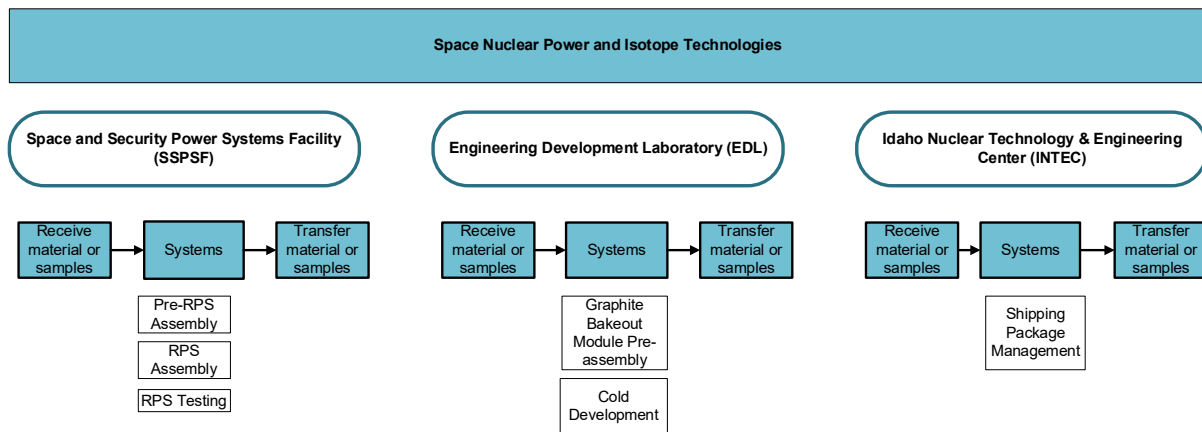 Space Nuclear Power and Isotope Technologies
Space and Security Power Systems Facility
(SSPSF)
Engineering Development Laboratory (EDL)
Idaho Nuclear Technology & Engineering
Center (INTEC)
Receive
material or
samples
Systems
Transfer
material or
samples
Receive
material or
samples
Systems
Transfer
material or
samples
Receive
material or
samples
Systems
Transfer
material or
samples
Pre-RPS
Assembly
RPS
Assembly
RPS Testing
Graphite
Bakeout
Module Pre-
assembly
Cold
Development
Shipping
Package
Management